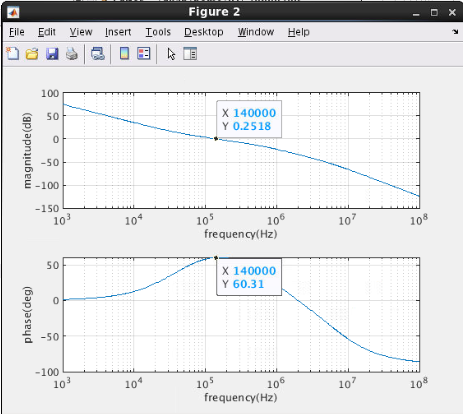 Figure 2
File Edit View Insert Tools Desktop Window Help
magnitude(dB)
100
50
0
-50
-100
-150
X 140000
Y 0.2518
10^3 10^4 10^5 10^6 10^7 10^8
frequency(Hz)
phase(deg)
50
0
-50
-100
X 140000
Y 60.31
10^3 10^4 10^5 10^6 10^7 10^8
frequency(Hz)